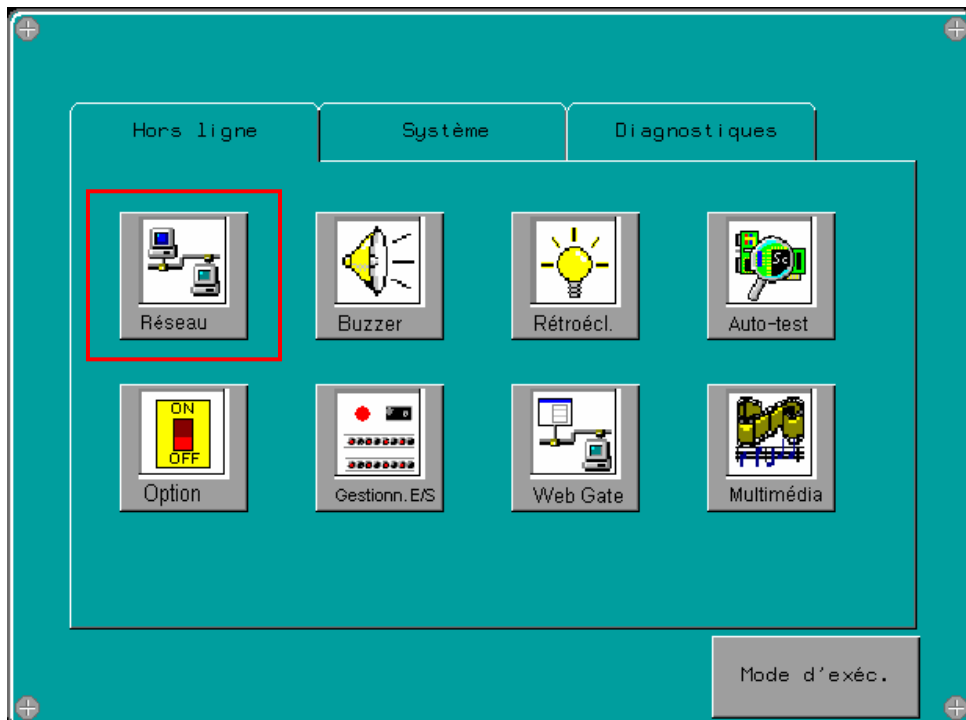 Hors ligne
Système
Diagnostiques
Réseau
Buzzer
Rétroécl.
Auto-test
ON
OFF
Option
Gestionn. E/S
Web Gate
Multimédia
Mode d'exéc.